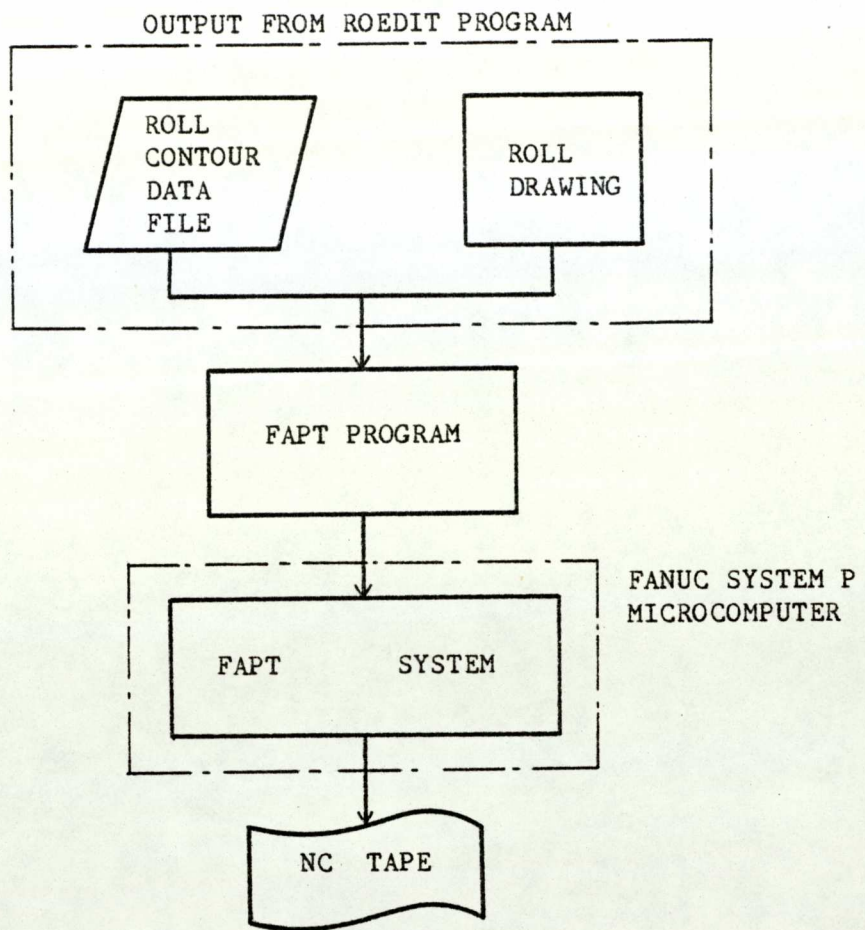 OUTPUT FROM ROEDIT PROGRAM
ROLL
CONTOUR
DATA
FILE
ROLL
DRAWING
FAPT PROGRAM
FANUC SYSTEM P
MICROCOMPUTER
FAPT SYSTEM
NC TAPE